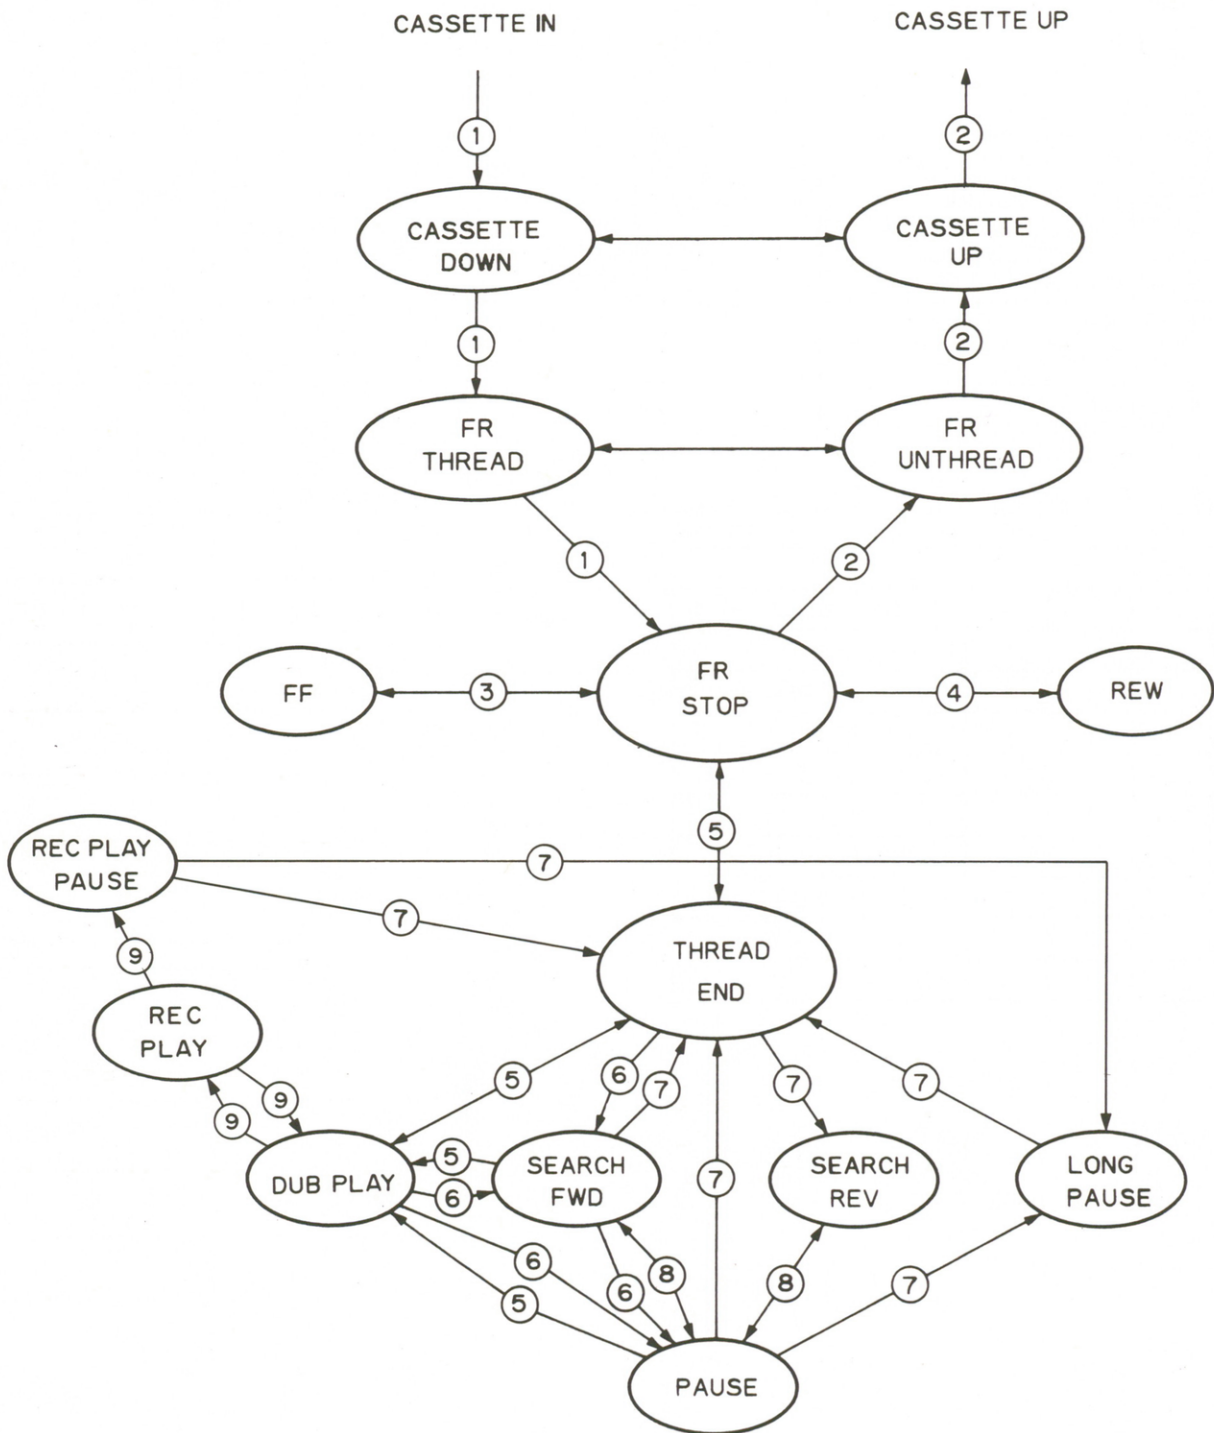 CASSETTE IN
CASSETTE UP
1
2
CASSETTE
DOWN
CASSETTE
UP
1
2
FR
THREAD
FR
UNTHREAD
1
2
FF
3
FR
STOP
4
REW
5
REC PLAY
PAUSE
7
7
THREAD
END
9
REC
PLAY
5
6
7
7
7
9
9
DUB PLAY
5
6
SEARCH
FWD
7
SEARCH
REV
LONG
PAUSE
6
5
8
6
8
7
PAUSE